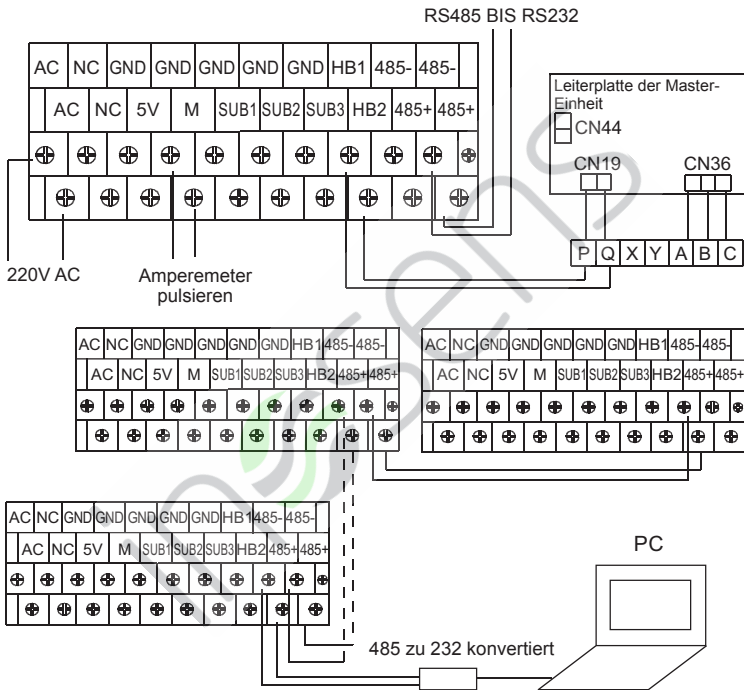 RS485 BIS RS232
AC NC GND GND GND GND GND HB1 485- 485-
AC NC 5V M SUB1 SUB2 SUB3 HB2 485+ 485+
220V AC
Amperemeter
pulsieren
Leiterplatte der Master-
Einheit
CN44
CN19 CN36
P Q X Y A B C
AC NC GND GND GND GND GND HB1 485- 485-
AC NC 5V M SUB1 SUB2 SUB3 HB2 485+ 485+
AC NC GND GND GND GND GND HB1 485- 485-
AC NC 5V M SUB1 SUB2 SUB3 HB2 485+ 485+
AC NC GND GND GND GND GND HB1 485- 485-
AC NC 5V M SUB1 SUB2 SUB3 HB2 485+ 485+
PC
485 zu 232 konvertiert
inssens